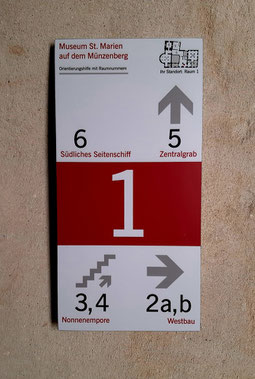 Museum St. Marien
auf dem Münzenberg
Orientierungshilfe mit Raumnummern
Ihr Standort: Raum 1
6
Südliches Seitenschiff
5
Zentralgrab
1
3,4
Nonnenempore
2a,b
Westbau